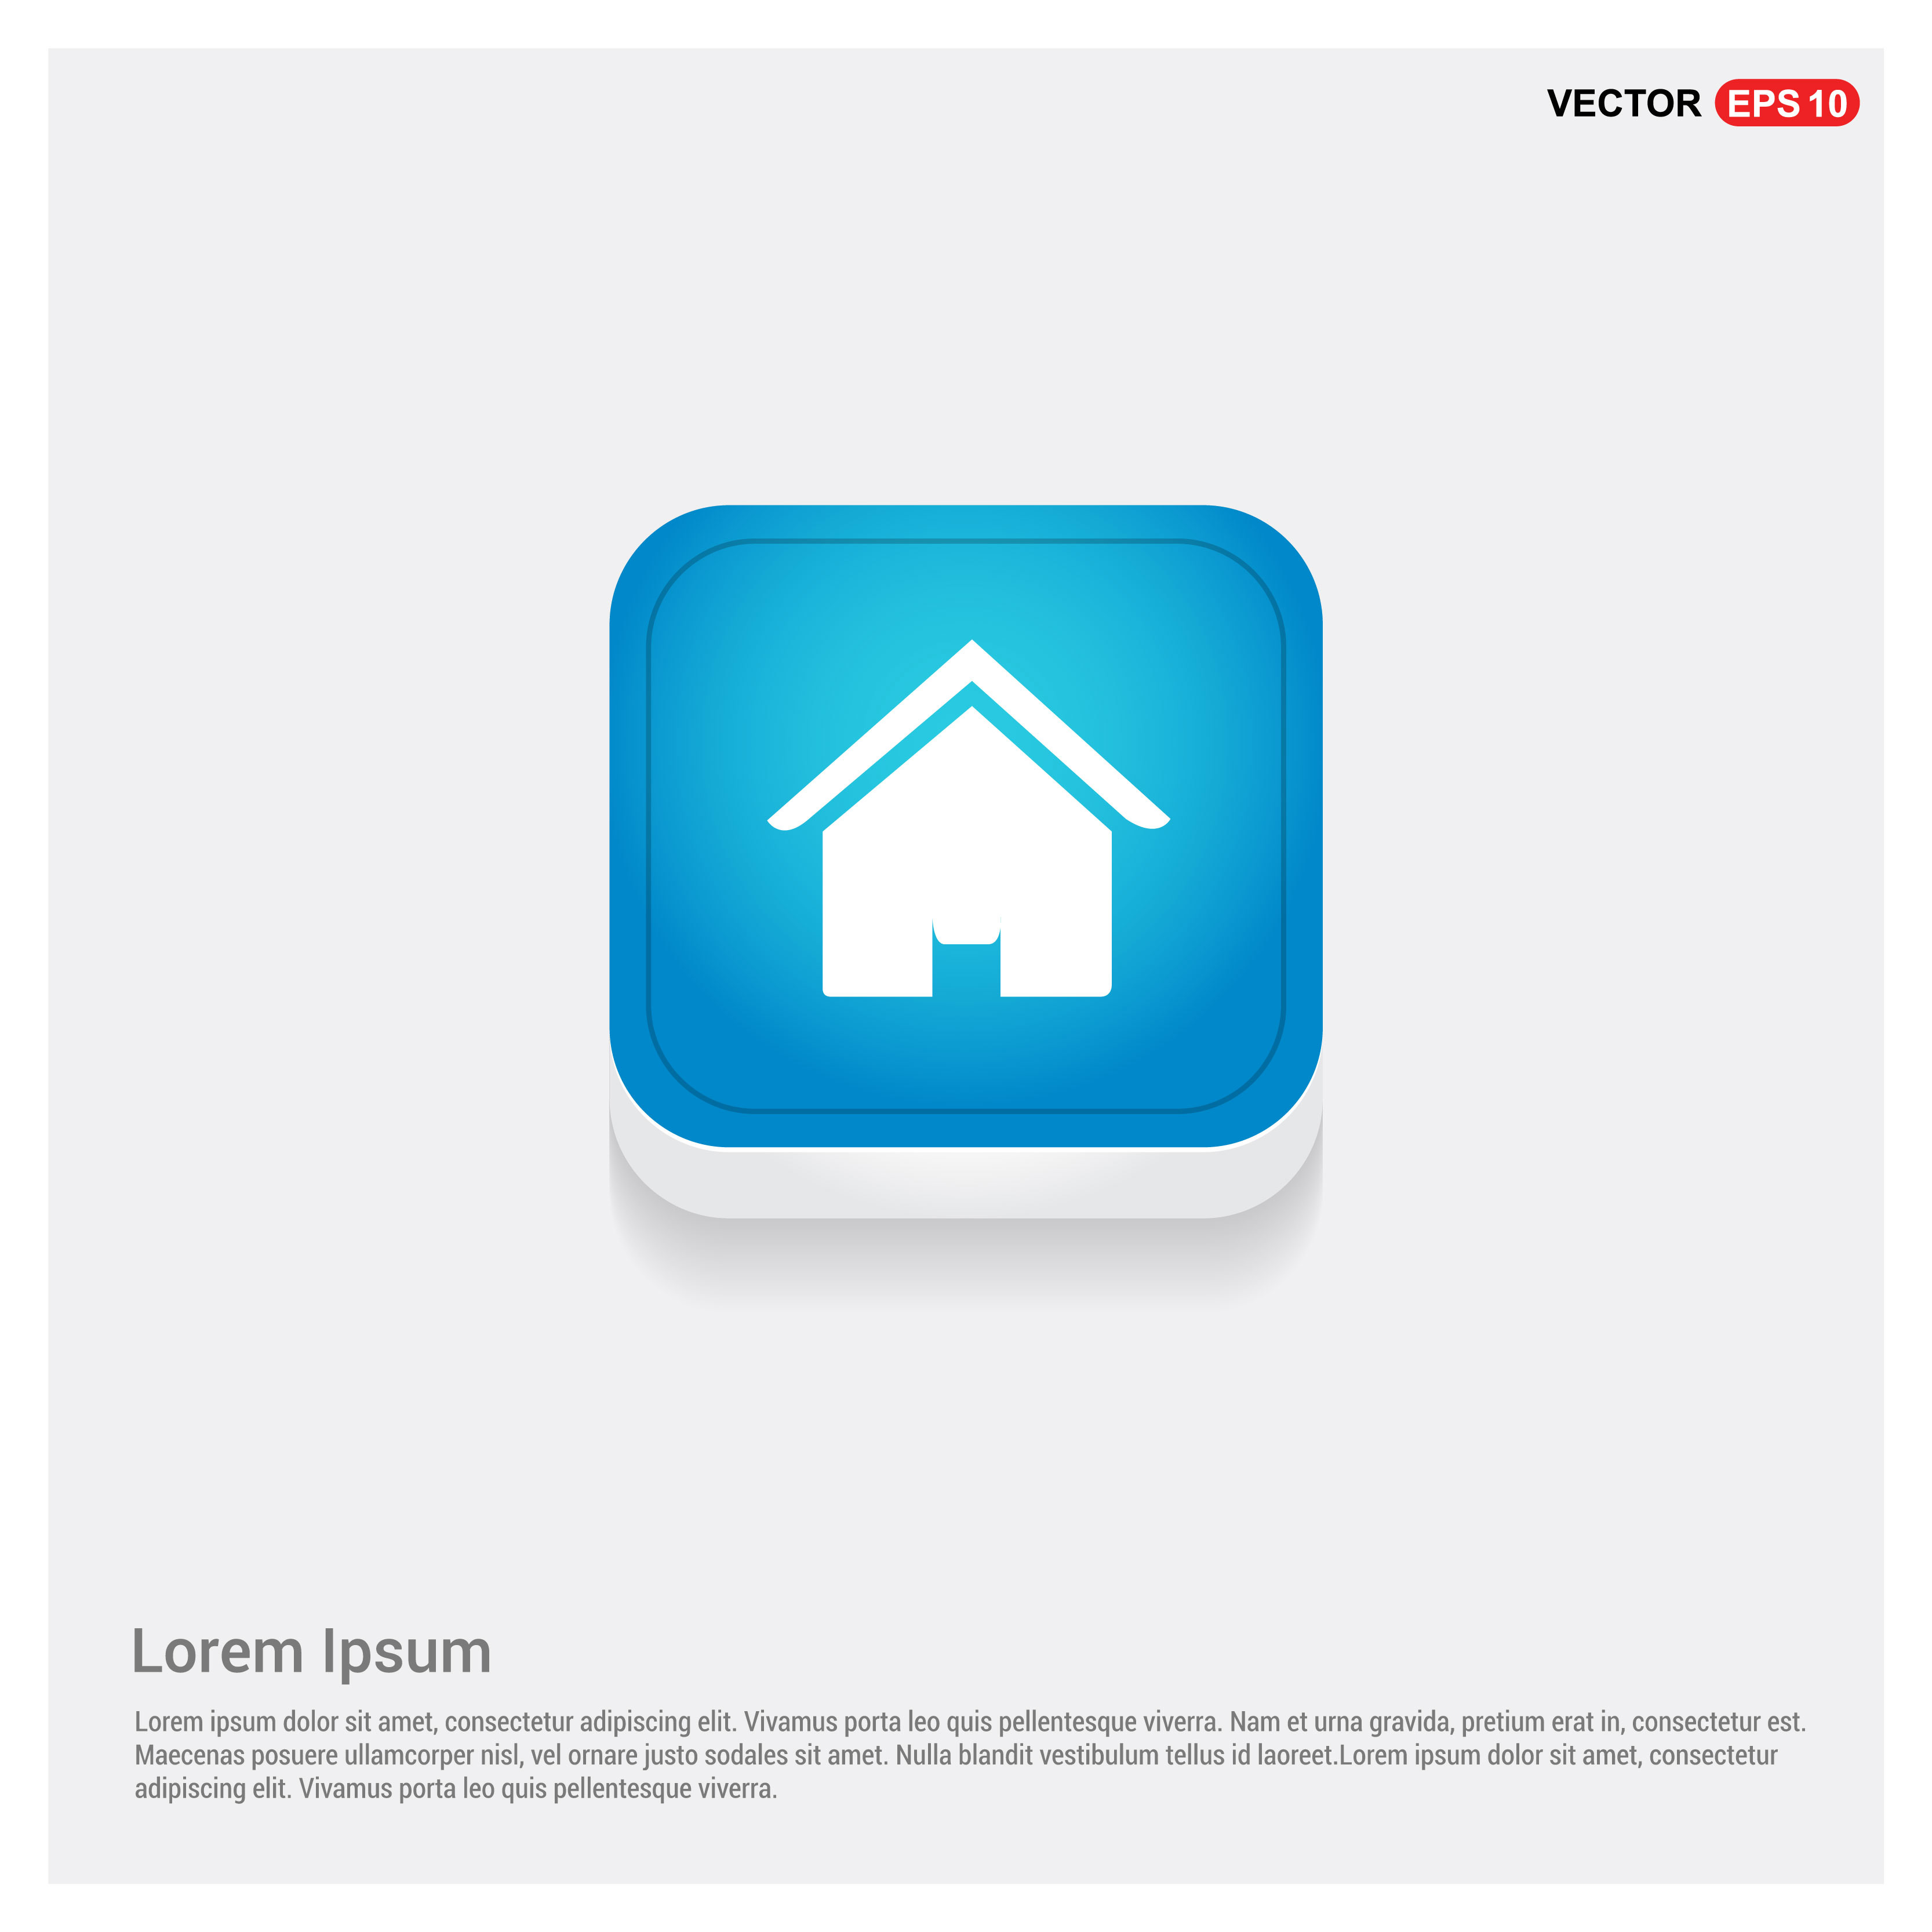 VECTOR EPS 10
Lorem Ipsum
Lorem ipsum dolor sit amet, consectetur adipiscing elit. Vivamus porta leo quis pellentesque viverra. Nam et urna gravida, pretium erat in, consectetur est.
Maecenas posuere ullamcorper nisl, vel ornare justo sodales sit amet. Nulla blandit vestibulum tellus id laoreet.Lorem ipsum dolor sit amet, consectetur
adipiscing elit. Vivamus porta leo quis pellentesque viverra.